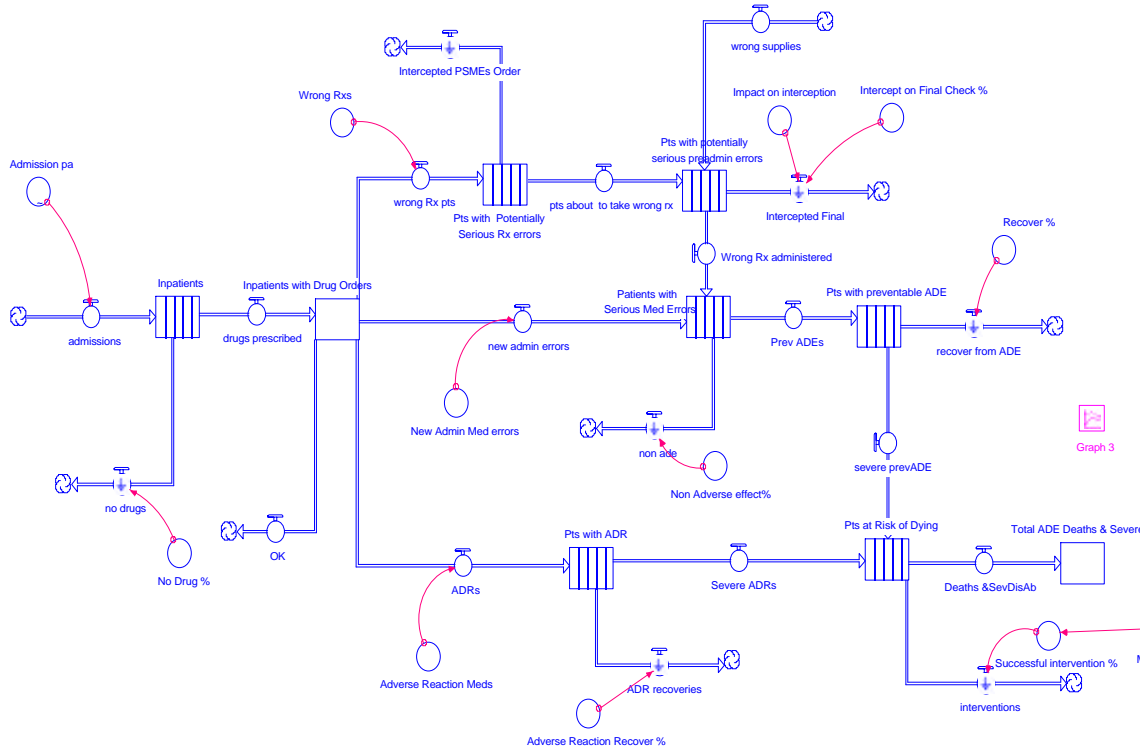 wrong supplies
Intercepted PSMEs Order
Wrong Rxs
Impact on interception
Intercept on Final Check %
Pts with potentially
serious preadmin errors
Admission pa
~
wrong Rx pts
pts about  to take wrong rx
Intercepted Final
Pts with  Potentially
Serious Rx errors
Recover %
Wrong Rx administered
Inpatients
Inpatients with Drug Orders
Patients with
Serious Med Errors
Pts with preventable ADE
admissions
drugs prescribed
new admin errors
Prev ADEs
recover from ADE
New Admin Med errors
Graph 3
non ade
severe prevADE
Non Adverse effect%
no drugs
No Drug %
OK
Pts with ADR
Pts at Risk of Dying
Total ADE Deaths & Severe
ADRs
Severe ADRs
Deaths &SevDisAb
Adverse Reaction Meds
ADR recoveries
Successful intervention %
M
interventions
Adverse Reaction Recover %